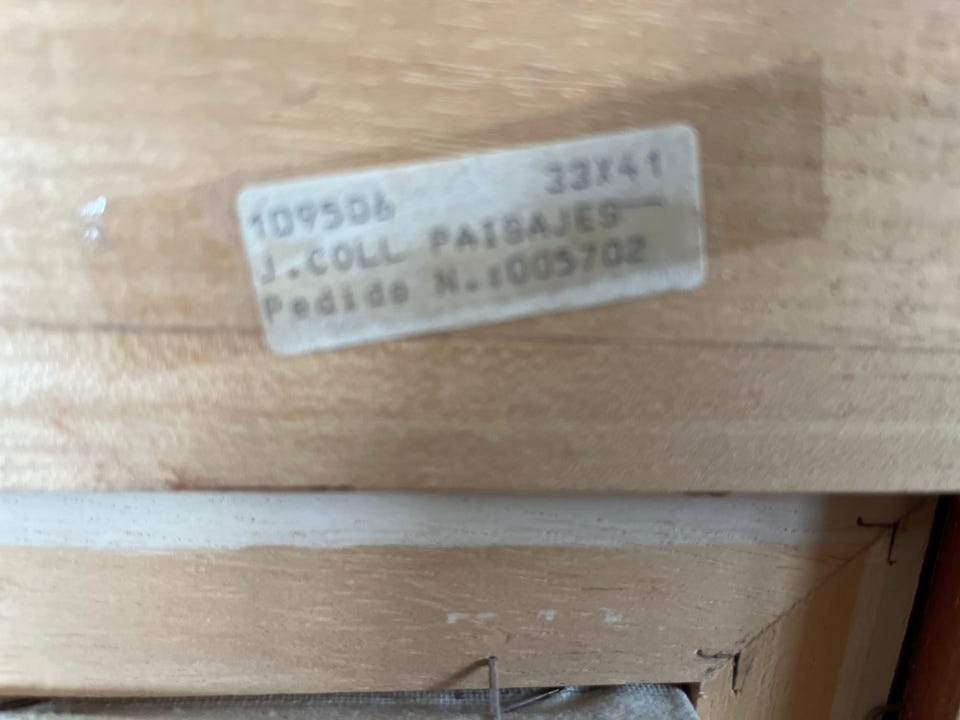 109506 33X41
J.COLL PAISAJES
Pedido N.:005702